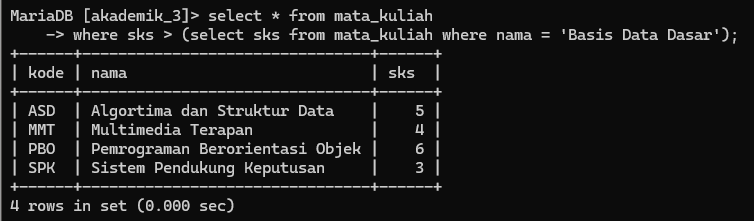 MariaDB [akademik_3]> select * from mata_kuliah
    -> where sks > (select sks from mata_kuliah where nama = 'Basis Data Dasar');
+------+-----------------------------+------+
| kode | nama                        | sks  |
+------+-----------------------------+------+
| ASD  | Algortima dan Struktur Data |    5 |
| MMT  | Multimedia Terapan          |    4 |
| PBO  | Pemrograman Berorientasi Objek |    6 |
| SPK  | Sistem Pendukung Keputusan  |    3 |
+------+-----------------------------+------+
4 rows in set (0.000 sec)